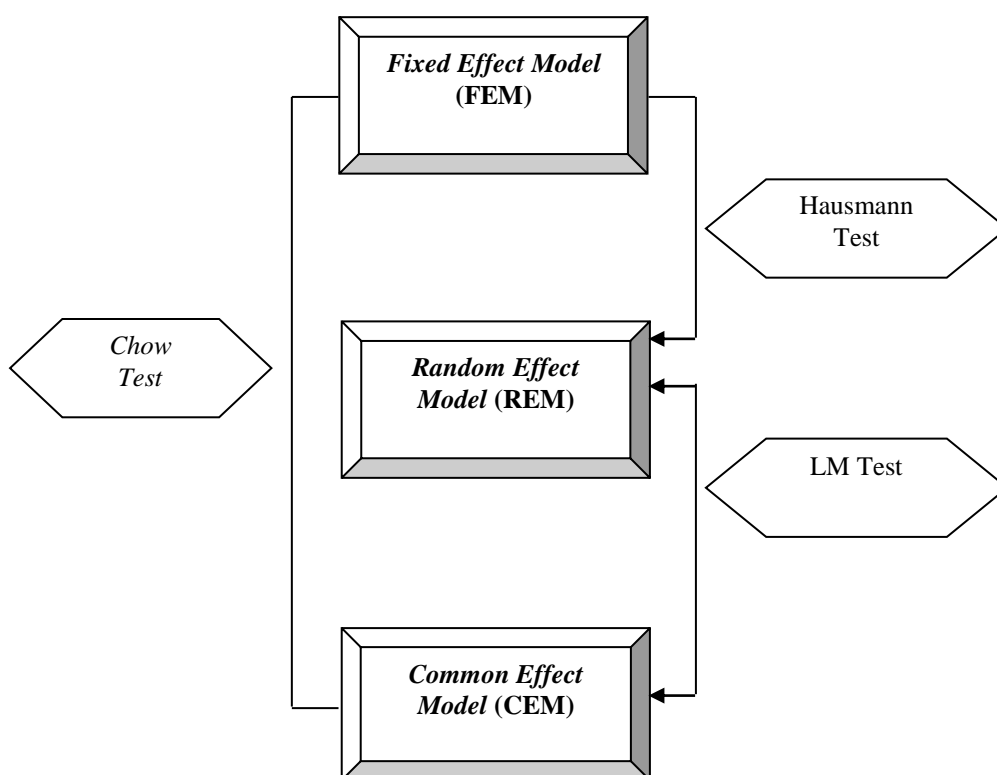 Fixed Effect Model
(FEM)
Hausmann
Test
Chow
Test
Random Effect
Model (REM)
LM Test
Common Effect
Model (CEM)